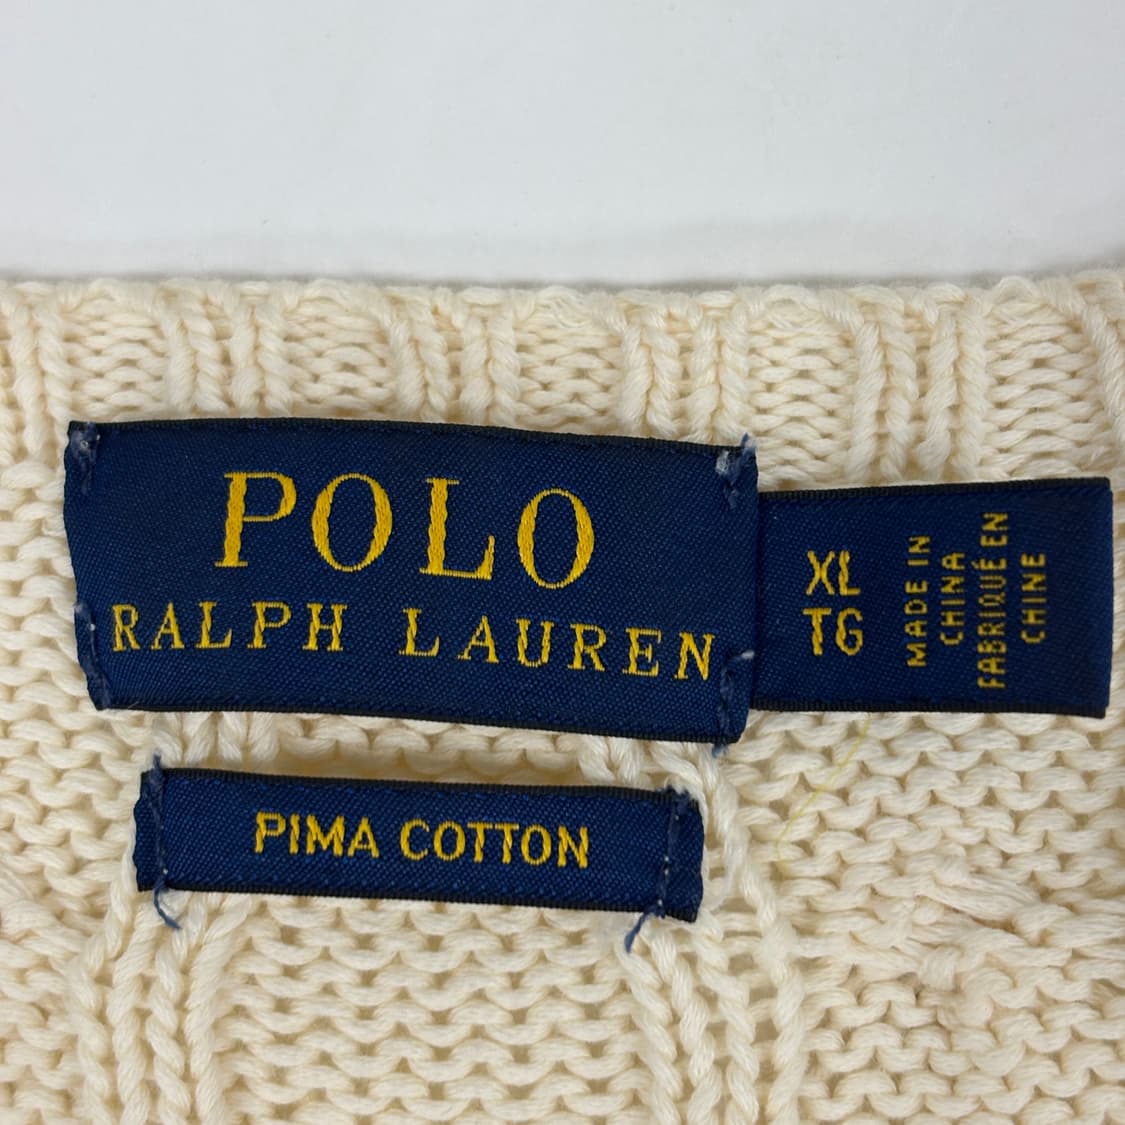 POLO
RALPH LAUREN
XL
TG
MADE IN
CHINA
FABRIQUÉ EN
CHINE
PIMA COTTON